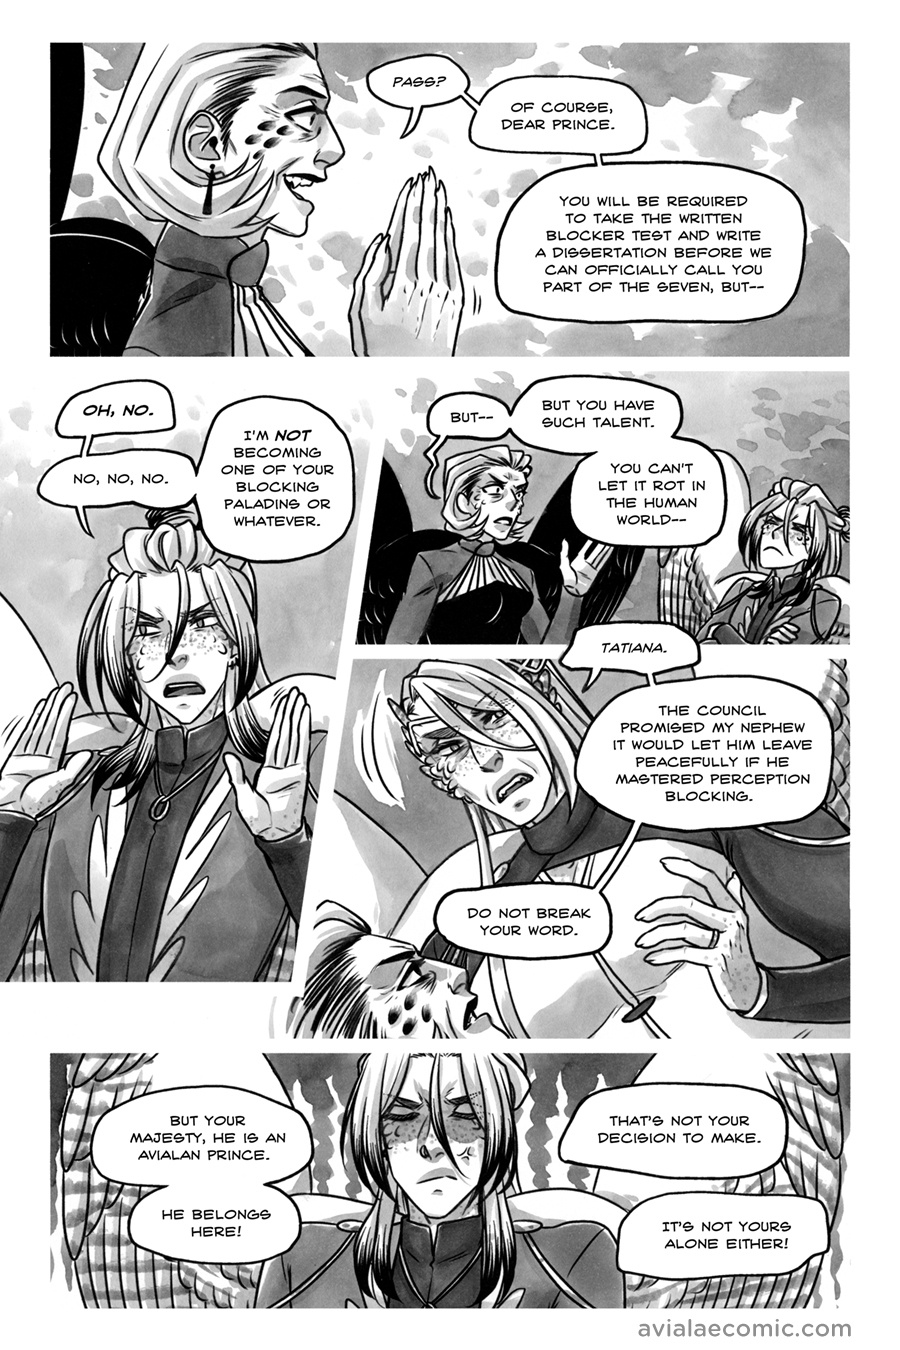 PASS?
OF COURSE,
DEAR PRINCE.
YOU WILL BE REQUIRED
TO TAKE THE WRITTEN
BLOCKER TEST AND WRITE
A DISSERTATION BEFORE WE
CAN OFFICIALLY CALL YOU
PART OF THE SEVEN, BUT--
OH, NO.
NO, NO, NO.
I'M NOT
BECOMING
ONE OF YOUR
BLOCKING
PALADINS OR
WHATEVER.
BUT--
BUT YOU HAVE
SUCH TALENT.
YOU CAN'T
LET IT ROT IN
THE HUMAN
WORLD--
TATIANA.
THE COUNCIL
PROMISED MY NEPHEW
IT WOULD LET HIM LEAVE
PEACEFULLY IF HE
MASTERED PERCEPTION
BLOCKING.
DO NOT BREAK
YOUR WORD.
BUT YOUR
MAJESTY, HE IS AN
AVIALAN PRINCE.
HE BELONGS
HERE!
THAT'S NOT YOUR
DECISION TO MAKE.
IT'S NOT YOURS
ALONE EITHER!
avialaecomic.com